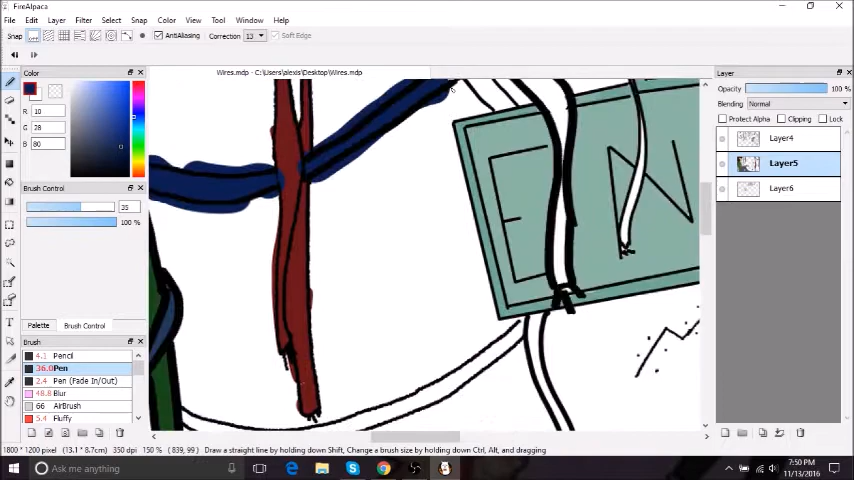 FireAlpaca
File Edit Layer Filter Select Snap Color View Tool Window Help
Snap OFF AntiAliasing Correction 13 Soft Edge
Wires.mdp - C:\Users\alexis\Desktop\Wires.mdp
Color
R 10
G 28
B 80
Brush Control
35
100 %
Palette Brush Control
Brush
4.1 Pencil
36.0 Pen
2.4 Pen (Fade In/Out)
48.8 Blur
66 AirBrush
5.4 Fluffy
EN
Layer
Opacity 100 %
Blending Normal
Protect Alpha Clipping Lock
Layer4
Layer5
Layer6
1800 * 1200 pixel (13.1 * 8.7cm) 350 dpi 150 % (839, 99) Draw a straight line by holding down Shift, Change a brush size by holding down Ctrl, Alt, and dragging
Ask me anything
7:50 PM
11/13/2016